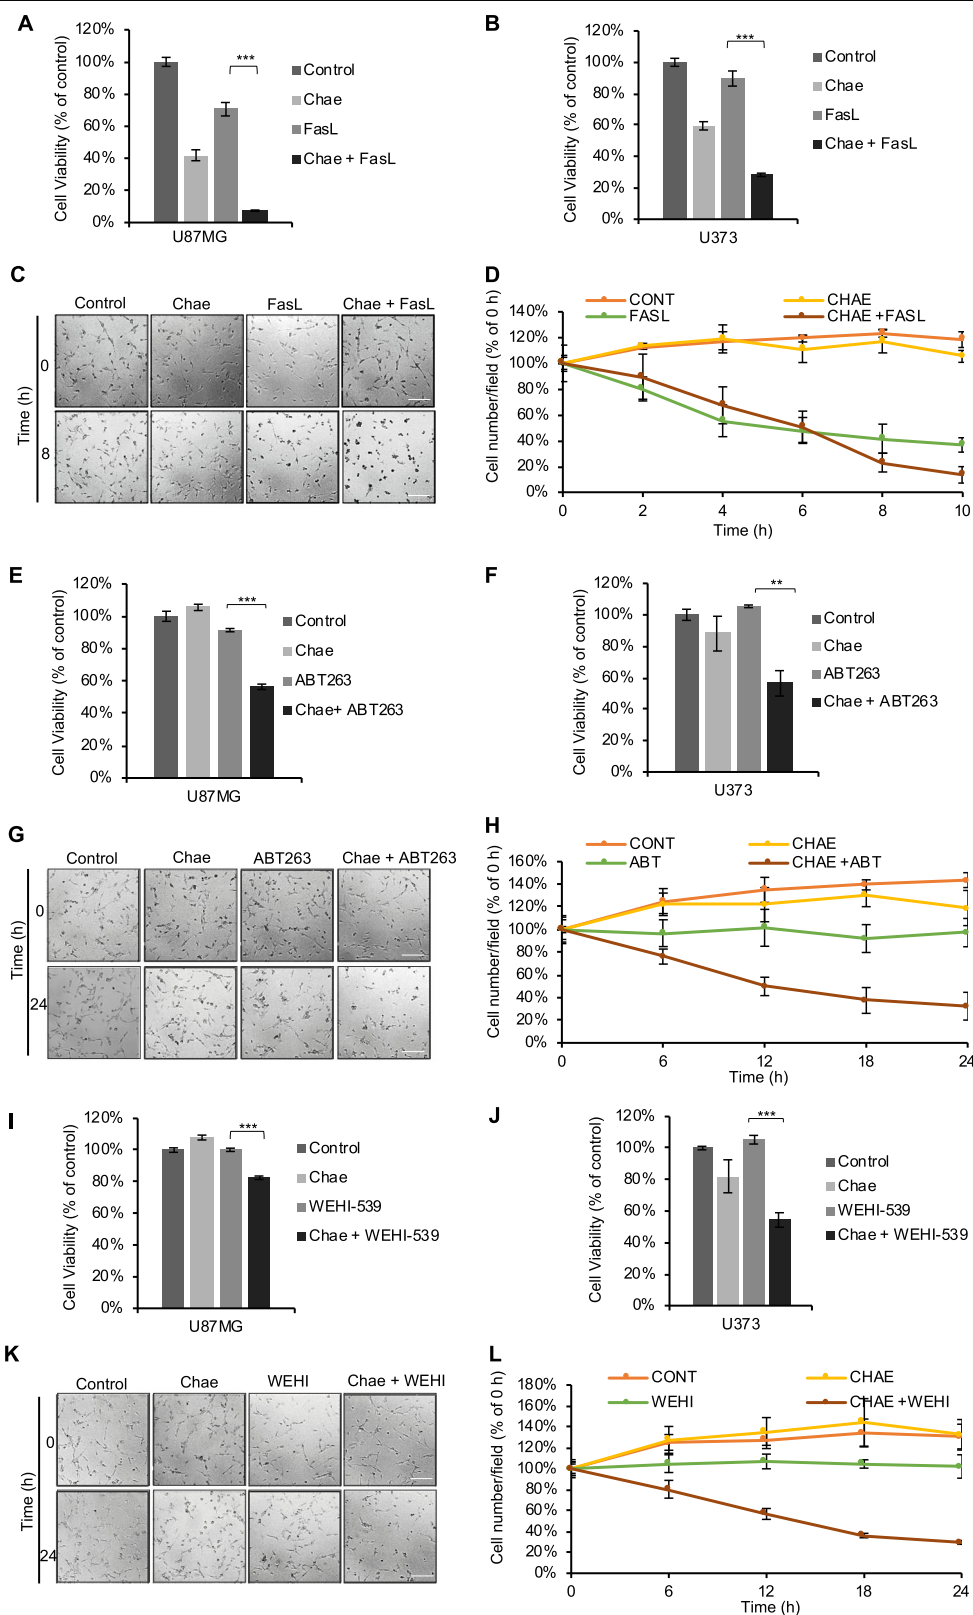 A
120%
100%
80%
60%
40%
20%
0%
Cell Viability (% of control)
***
U87MG
Control
Chae
FasL
Chae + FasL
B
120%
100%
80%
60%
40%
20%
0%
Cell Viability (% of control)
***
U373
Control
Chae
FasL
Chae + FasL
C
Control
Chae
FasL
Chae + FasL
Time (h)
0
8
D
CONT
CHAE
FASL
CHAE +FASL
Cell number/field (% of 0 h)
140%
120%
100%
80%
60%
40%
20%
0%
0
2
4
6
8
10
Time (h)
E
120%
100%
80%
60%
40%
20%
0%
Cell Viability (% of control)
***
U87MG
Control
Chae
ABT263
Chae+ ABT263
F
120%
100%
80%
60%
40%
20%
0%
Cell Viability (% of control)
**
U373
Control
Chae
ABT263
Chae + ABT263
G
Control
Chae
ABT263
Chae + ABT263
Time (h)
0
24
H
CONT
CHAE
ABT
CHAE +ABT
Cell number/field (% of 0 h)
160%
140%
120%
100%
80%
60%
40%
20%
0%
0
6
12
18
24
Time (h)
I
120%
100%
80%
60%
40%
20%
0%
Cell Viability (% of control)
***
U87MG
Control
Chae
WEHI-539
Chae + WEHI-539
J
120%
100%
80%
60%
40%
20%
0%
Cell Viability (% of control)
***
U373
Control
Chae
WEHI-539
Chae + WEHI-539
K
Control
Chae
WEHI
Chae + WEHI
Time (h)
0
24
L
CONT
CHAE
WEHI
CHAE +WEHI
Cell number/field (% of 0 h)
180%
160%
140%
120%
100%
80%
60%
40%
20%
0%
0
6
12
18
24
Time (h)